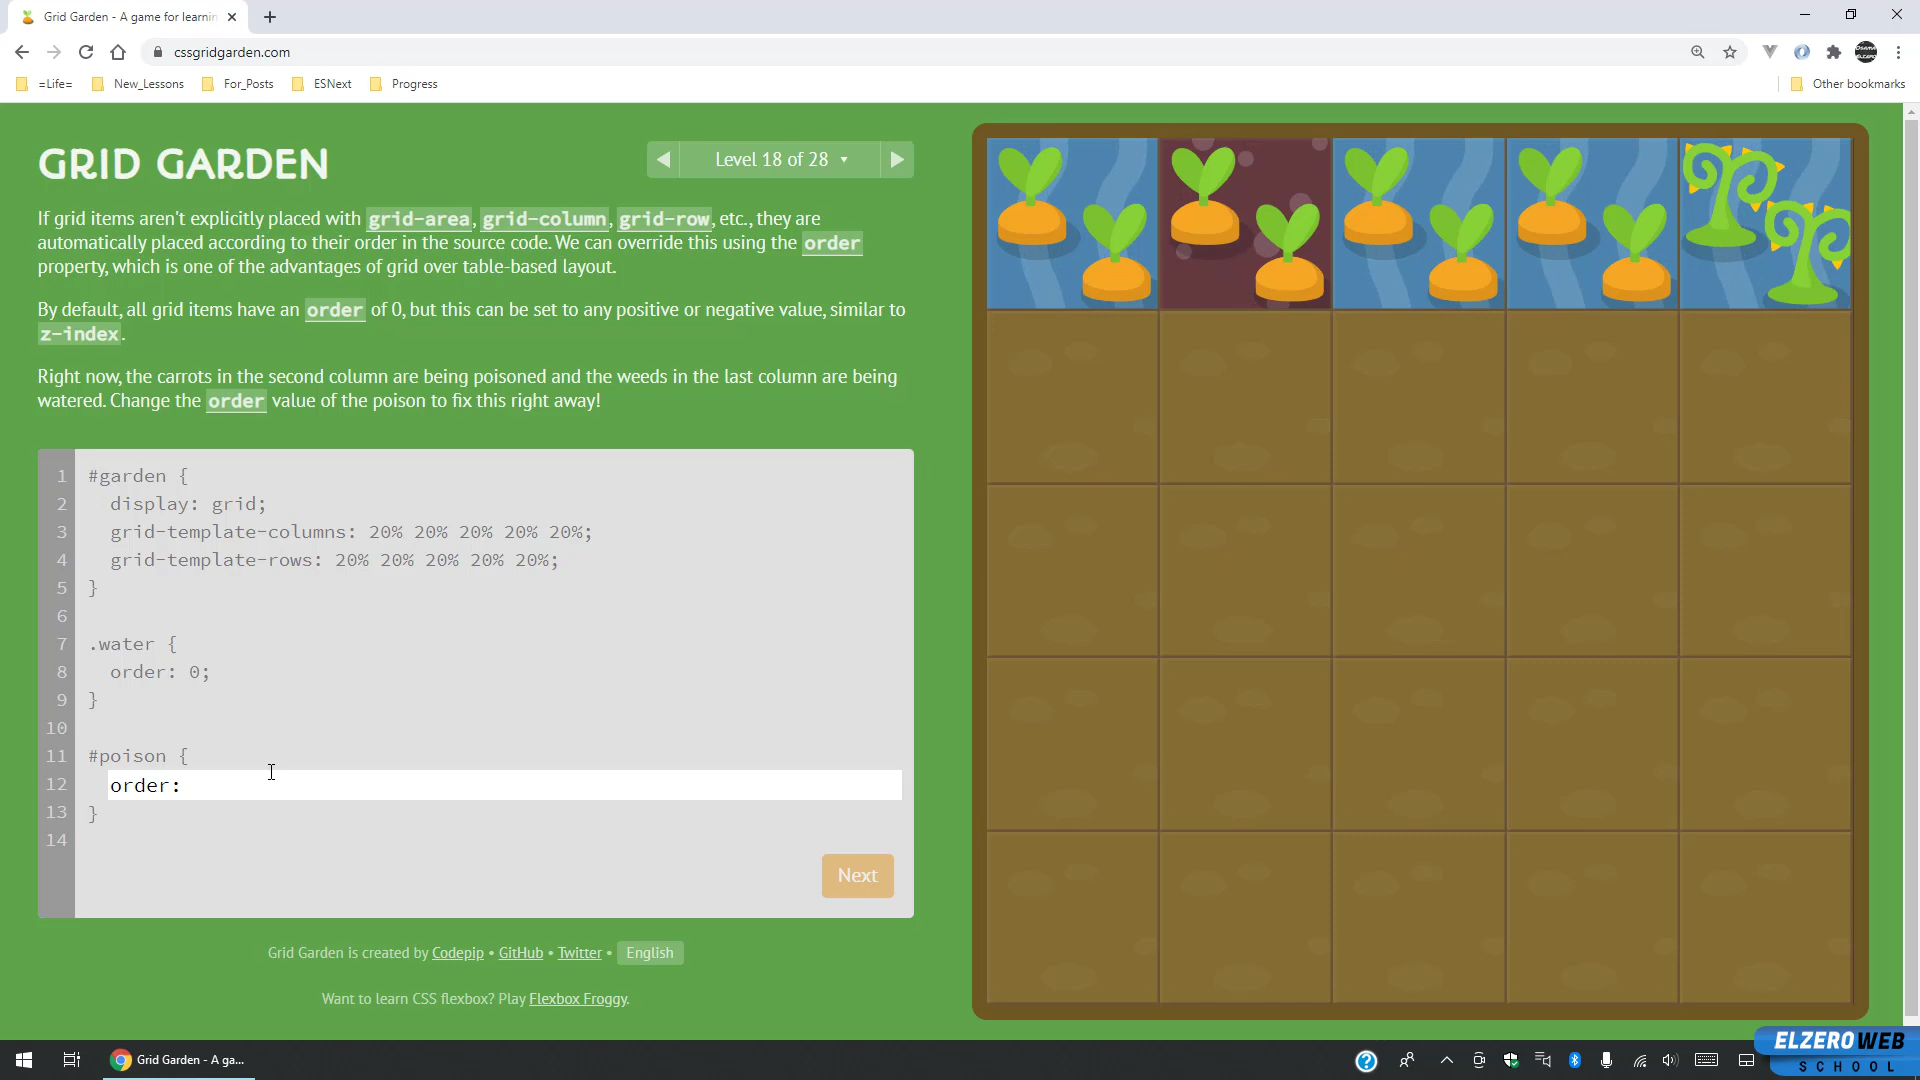 Grid Garden - A game for learnin
cssgridgarden.com
=Life=
New_Lessons
For_Posts
ESNext
Progress
Other bookmarks
GRID GARDEN
Level 18 of 28
If grid items aren't explicitly placed with grid-area, grid-column, grid-row, etc., they are
automatically placed according to their order in the source code. We can override this using the order
property, which is one of the advantages of grid over table-based layout.
By default, all grid items have an order of 0, but this can be set to any positive or negative value, similar to
z-index.
Right now, the carrots in the second column are being poisoned and the weeds in the last column are being
watered. Change the order value of the poison to fix this right away!
1 #garden {
2 display: grid;
3 grid-template-columns: 20% 20% 20% 20% 20%;
4 grid-template-rows: 20% 20% 20% 20% 20%;
5 }
6
7 .water {
8 order: 0;
9 }
10
11 #poison {
12 order:
13 }
14
Next
Grid Garden is created by Codepip • GitHub • Twitter • English
Want to learn CSS flexbox? Play Flexbox Froggy.
Grid Garden - A ga...
ELZEROWEB
SCHOOL